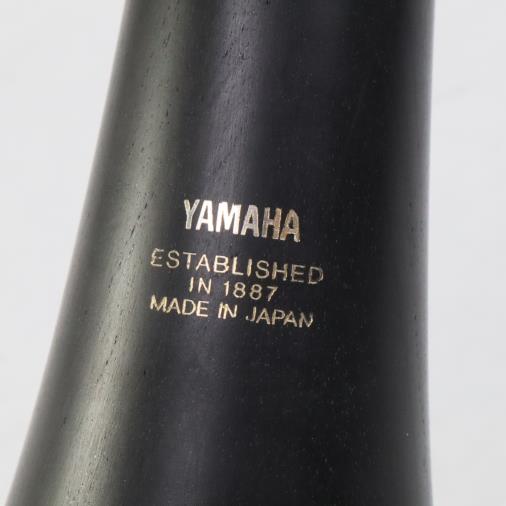 YAMAHA
ESTABLISHED
IN 1887
MADE IN JAPAN